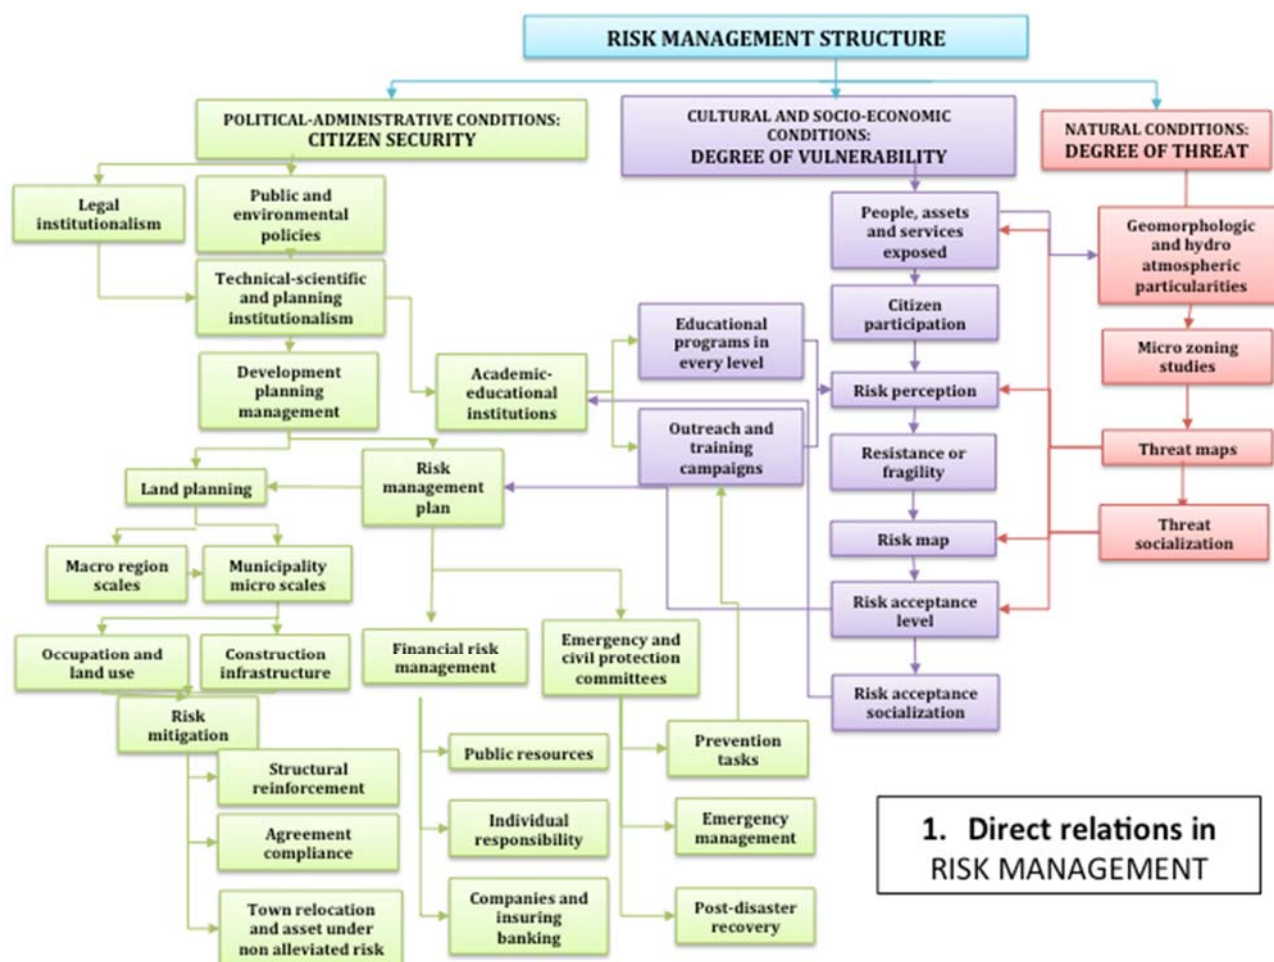 RISK MANAGEMENT STRUCTURE
POLITICAL-ADMINISTRATIVE CONDITIONS:
CITIZEN SECURITY
CULTURAL AND SOCIO-ECONOMIC
CONDITIONS:
DEGREE OF VULNERABILITY
NATURAL CONDITIONS:
DEGREE OF THREAT
Legal
institutionalism
Public and
environmental
policies
Technical-scientific
and planning
institutionalism
Development
planning
management
Academic-
educational
institutions
Land planning
Risk
management
plan
Macro region
scales
Municipality
micro scales
Occupation and
land use
Construction
infrastructure
Risk
mitigation
Structural
reinforcement
Agreement
compliance
Town relocation
and asset under
non alleviated risk
Financial risk
management
Public resources
Individual
responsibility
Companies and
insuring
banking
Emergency and
civil protection
committees
Prevention
tasks
Emergency
management
Post-disaster
recovery
Educational
programs in
every level
Outreach and
training
campaigns
People, assets
and services
exposed
Citizen
participation
Risk perception
Resistance or
fragility
Risk map
Risk acceptance
level
Risk acceptance
socialization
Geomorphologic
and hydro
atmospheric
particularities
Micro zoning
studies
Threat maps
Threat
socialization
1. Direct relations in
RISK MANAGEMENT